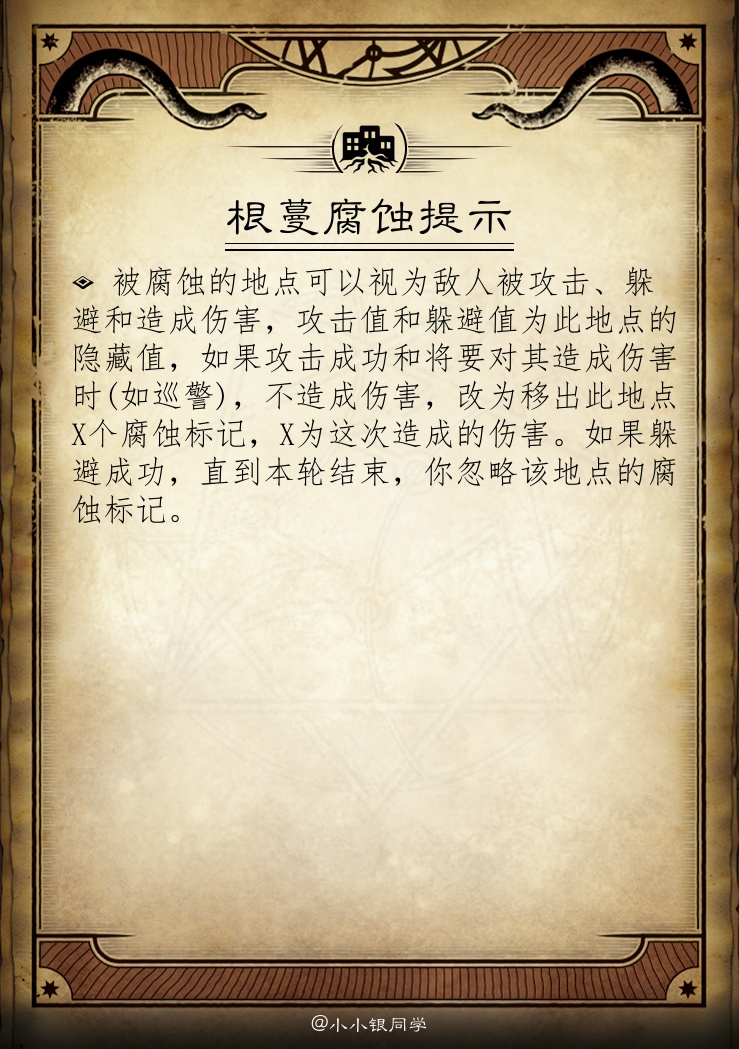 根蔓腐蚀提示
被腐蚀的地点可以视为敌人被攻击、躲
避和造成伤害，攻击值和躲避值为此地点的
隐藏值，如果攻击成功和将要对其造成伤害
时(如巡警)，不造成伤害，改为移出此地点
X个腐蚀标记，X为这次造成的伤害。如果躲
避成功，直到本轮结束，你忽略该地点的腐
蚀标记。
@小小银同学